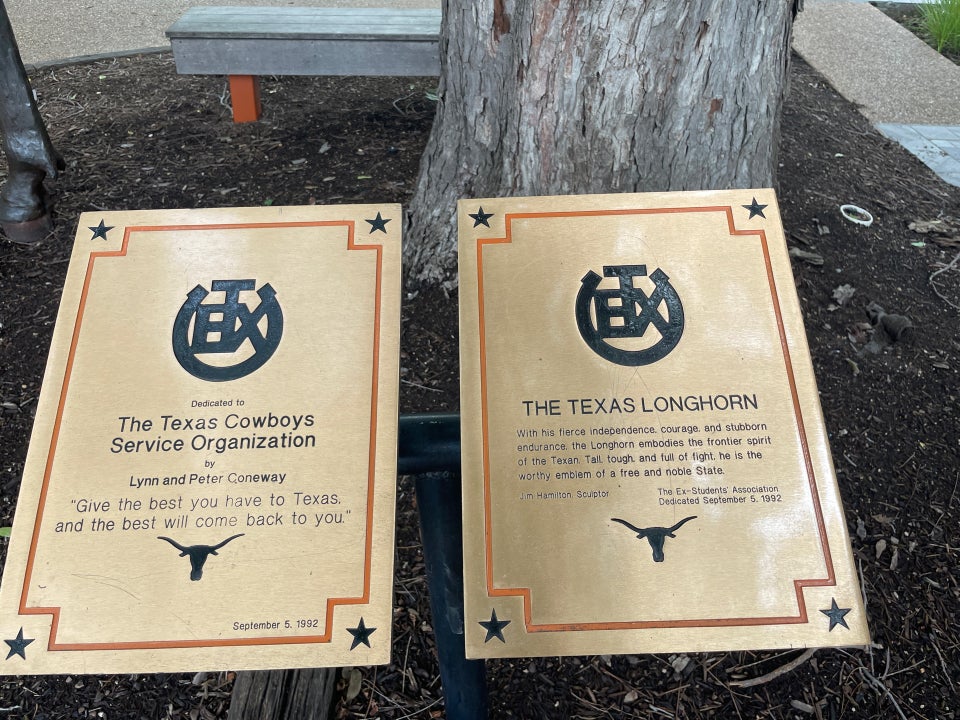 Dedicated to
The Texas Cowboys
Service Organization
by
Lynn and Peter Coneway
"Give the best you have to Texas,
and the best will come back to you."
September 5, 1992
THE TEXAS LONGHORN
With his fierce independence, courage, and stubborn
endurance, the Longhorn embodies the frontier spirit
of the Texan. Tall, tough, and full of fight, he is the
worthy emblem of a free and noble State.
Jim Hamilton, Sculptor
The Ex-Students' Association
Dedicated September 5, 1992